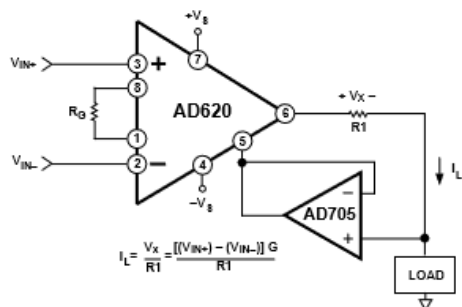 +VS
VIN+
3
+
7
8
RG
AD620
6
+ VX –
R1
1
5
VIN–
2
–
4
–VS
–
AD705
+
IL
LOAD
IL= VX/R1 = [(VIN+) – (VIN–)] G/R1